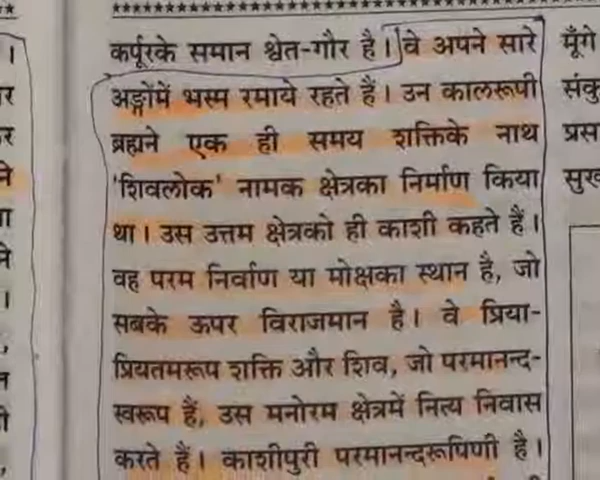 ********************************
कर्पूरके समान श्वेत-गौर है। वे अपने सारे
अङ्गोंमें भस्म रमाये रहते हैं। उन कालरूपी
ब्रह्मने एक ही समय शक्तिके नाथ
'शिवलोक' नामक क्षेत्रका निर्माण किया
था। उस उत्तम क्षेत्रको ही काशी कहते हैं।
वह परम निर्वाण या मोक्षका स्थान है, जो
सबके ऊपर विराजमान है। वे प्रिया-
प्रियतमरूप शक्ति और शिव, जो परमानन्द-
स्वरूप हैं, उस मनोरम क्षेत्रमें नित्य निवास
करते हैं। काशीपुरी परमानन्दरूपिणी है।
मूँगे
संकु
प्रस
सुख